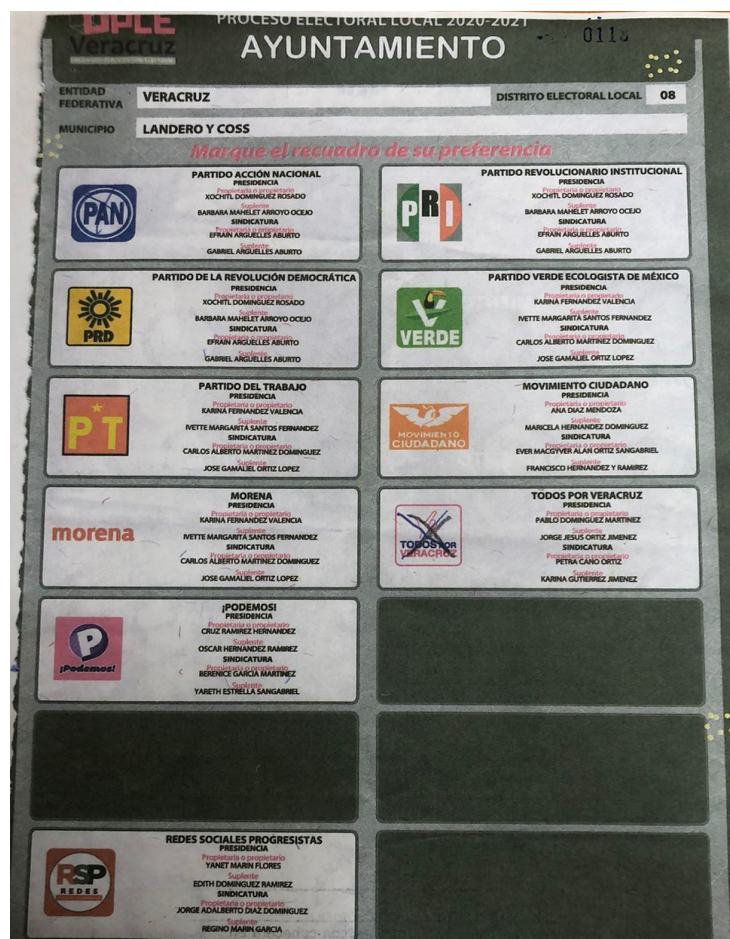 OPLE
Veracruz
PROCESO ELECTORAL LOCAL 2020-2021
AYUNTAMIENTO
ENTIDAD FEDERATIVA
VERACRUZ
DISTRITO ELECTORAL LOCAL
08
MUNICIPIO
LANDERO Y COSS
Marque el recuadro de su preferencia
PAN
PARTIDO ACCIÓN NACIONAL
PRESIDENCIA
Propietaria o propietario
XOCHITL DOMINGUEZ ROSADO
Suplente
BARBARA MAHELET ARROYO OCEJO
SINDICATURA
Propietaria o propietario
EFRAIN ARGUELLES ABURTO
Suplente
GABRIEL ARGUELLES ABURTO
PRI
PARTIDO REVOLUCIONARIO INSTITUCIONAL
PRESIDENCIA
Propietaria o propietario
XOCHITL DOMINGUEZ ROSADO
Suplente
BARBARA MAHELET ARROYO OCEJO
SINDICATURA
Propietaria o propietario
EFRAIN ARGUELLES ABURTO
Suplente
GABRIEL ARGUELLES ABURTO
PRD
PARTIDO DE LA REVOLUCIÓN DEMOCRÁTICA
PRESIDENCIA
Propietaria o propietario
XOCHITL DOMINGUEZ ROSADO
Suplente
BARBARA MAHELET ARROYO OCEJO
SINDICATURA
Propietaria o propietario
EFRAIN ARGUELLES ABURTO
Suplente
GABRIEL ARGUELLES ABURTO
VERDE
PARTIDO VERDE ECOLOGISTA DE MÉXICO
PRESIDENCIA
Propietaria o propietario
KARINA FERNANDEZ VALENCIA
Suplente
IVETTE MARGARITA SANTOS FERNANDEZ
SINDICATURA
Propietaria o propietario
CARLOS ALBERTO MARTINEZ DOMINGUEZ
Suplente
JOSE GAMALIEL ORTIZ LOPEZ
PT
PARTIDO DEL TRABAJO
PRESIDENCIA
Propietaria o propietario
KARINA FERNANDEZ VALENCIA
Suplente
IVETTE MARGARITA SANTOS FERNANDEZ
SINDICATURA
Propietaria o propietario
CARLOS ALBERTO MARTINEZ DOMINGUEZ
Suplente
JOSE GAMALIEL ORTIZ LOPEZ
MOVIMIENTO
CIUDADANO
MOVIMIENTO CIUDADANO
PRESIDENCIA
Propietaria o propietario
ANA DIAZ MENDOZA
Suplente
MARICELA HERNANDEZ DOMINGUEZ
SINDICATURA
Propietaria o propietario
EVER MACGYVER ALAN ORTIZ SANGABRIEL
Suplente
FRANCISCO HERNANDEZ Y RAMIREZ
morena
MORENA
PRESIDENCIA
Propietaria o propietario
KARINA FERNANDEZ VALENCIA
Suplente
IVETTE MARGARITA SANTOS FERNANDEZ
SINDICATURA
Propietaria o propietario
CARLOS ALBERTO MARTINEZ DOMINGUEZ
Suplente
JOSE GAMALIEL ORTIZ LOPEZ
TODOS POR
VERACRUZ
TODOS POR VERACRUZ
PRESIDENCIA
Propietaria o propietario
PABLO DOMINGUEZ MARTINEZ
Suplente
JORGE JESUS ORTIZ JIMENEZ
SINDICATURA
Propietaria o propietario
PETRA CANO ORTIZ
Suplente
KARINA GUTIERREZ JIMENEZ
P
¡Podemos!
¡PODEMOS!
PRESIDENCIA
Propietaria o propietario
CRUZ RAMIREZ HERNANDEZ
Suplente
OSCAR HERNANDEZ RAMIREZ
SINDICATURA
Propietaria o propietario
BERENICE GARCIA MARTINEZ
Suplente
YARETH ESTRELLA SANGABRIEL
RSP
REDES
REDES SOCIALES PROGRESISTAS
PRESIDENCIA
Propietaria o propietario
YANET MARIN FLORES
Suplente
EDITH DOMINGUEZ RAMIREZ
SINDICATURA
Propietaria o propietario
JORGE ADALBERTO DIAZ DOMINGUEZ
Suplente
REGINO MARIN GARCIA